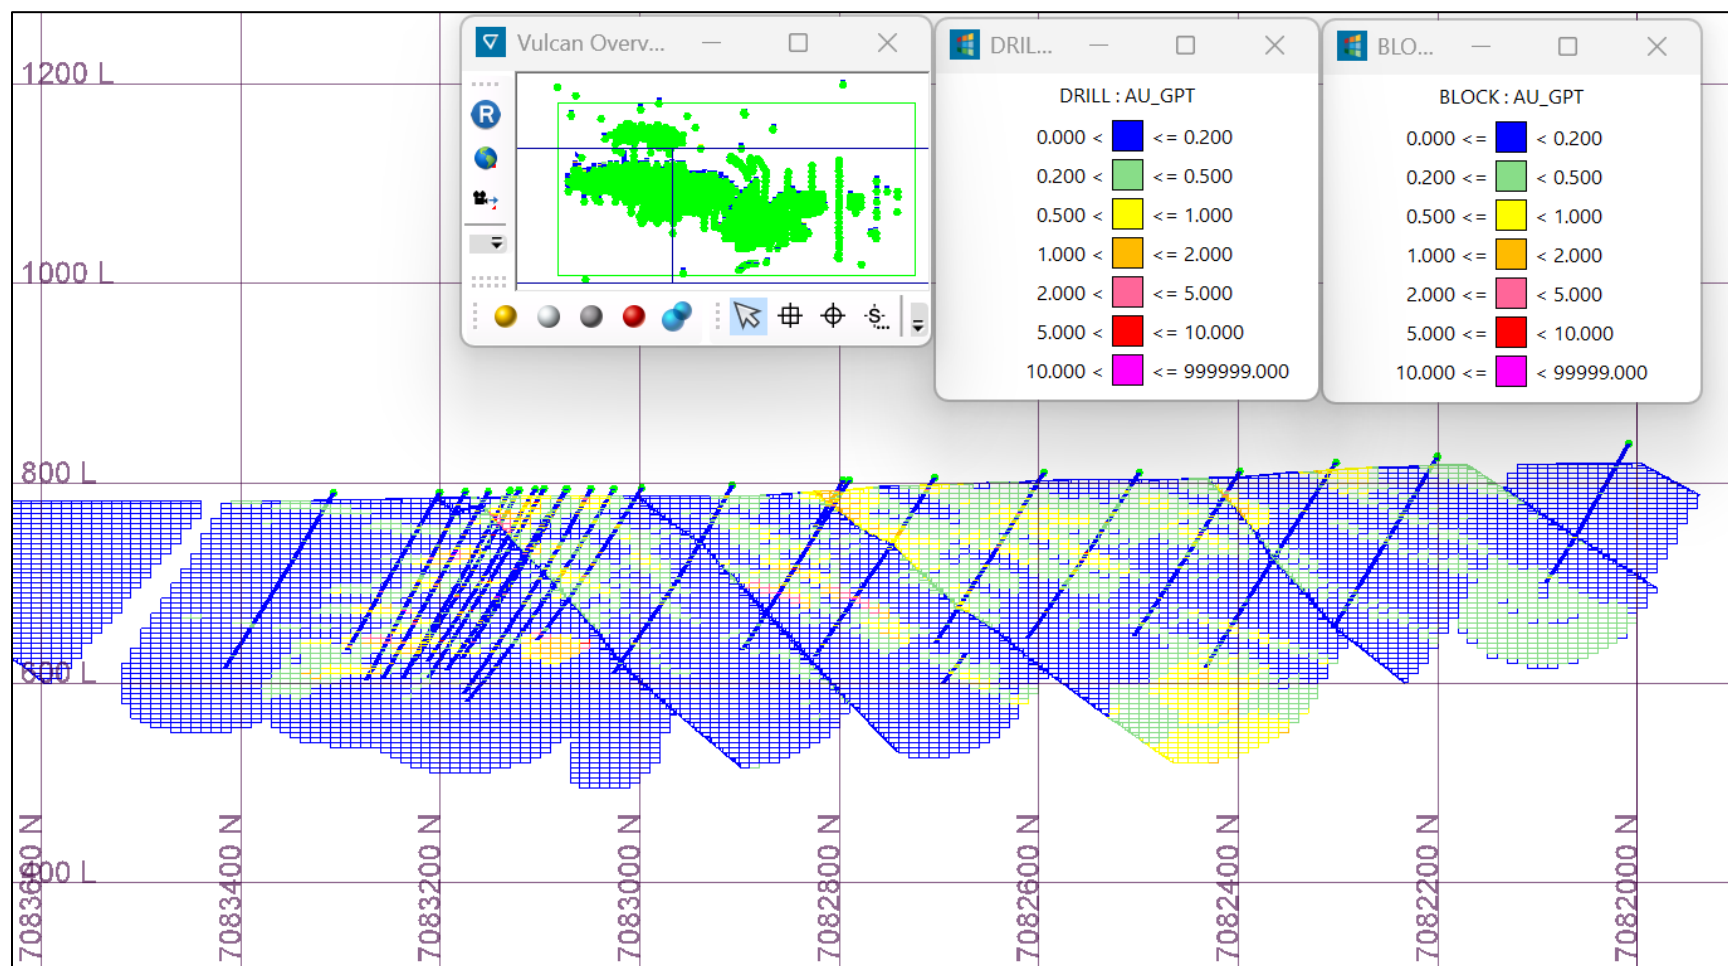 Vulcan Overv...
DRIL...
BLO...
DRILL : AU_GPT
0.000 < <= 0.200
0.200 < <= 0.500
0.500 < <= 1.000
1.000 < <= 2.000
2.000 < <= 5.000
5.000 < <= 10.000
10.000 < <= 999999.000
BLOCK : AU_GPT
0.000 <= < 0.200
0.200 <= < 0.500
0.500 <= < 1.000
1.000 <= < 2.000
2.000 <= < 5.000
5.000 <= < 10.000
10.000 <= < 99999.000
R
S
1200 L
1000 L
800 L
600 L
400 L
7083600 N
7083400 N
7083200 N
7083000 N
7082800 N
7082600 N
7082400 N
7082200 N
7082000 N